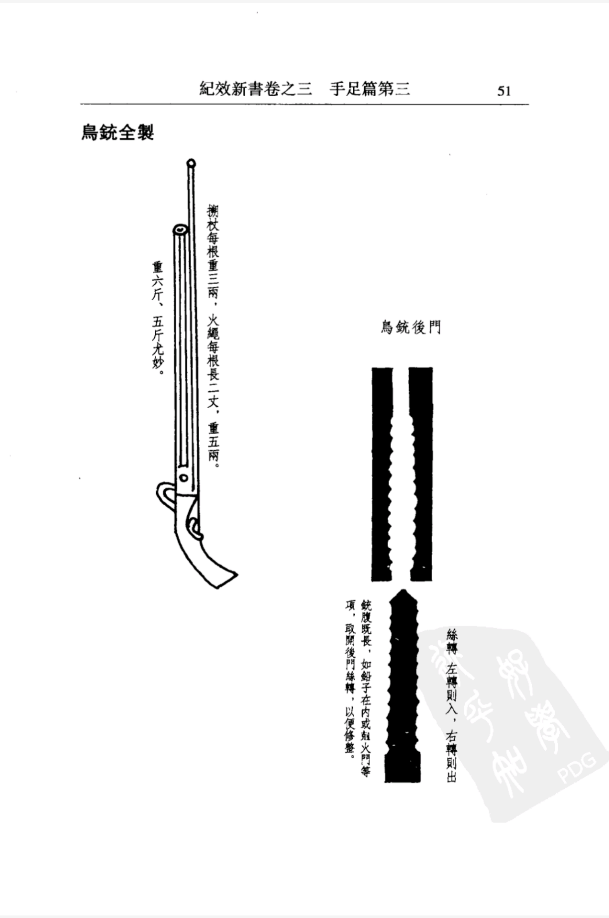 紀效新書卷之三　手足篇第三
51
鳥銃全製
搠杖每根重三兩，火繩每根長二丈，重五兩。
重六斤、五斤尤妙。
鳥銃後門
絲轉　左轉則入，右轉則出
銃腹既長，如鉛子在內或 火門等
項，取開後門絲轉，以便修整。
PDG